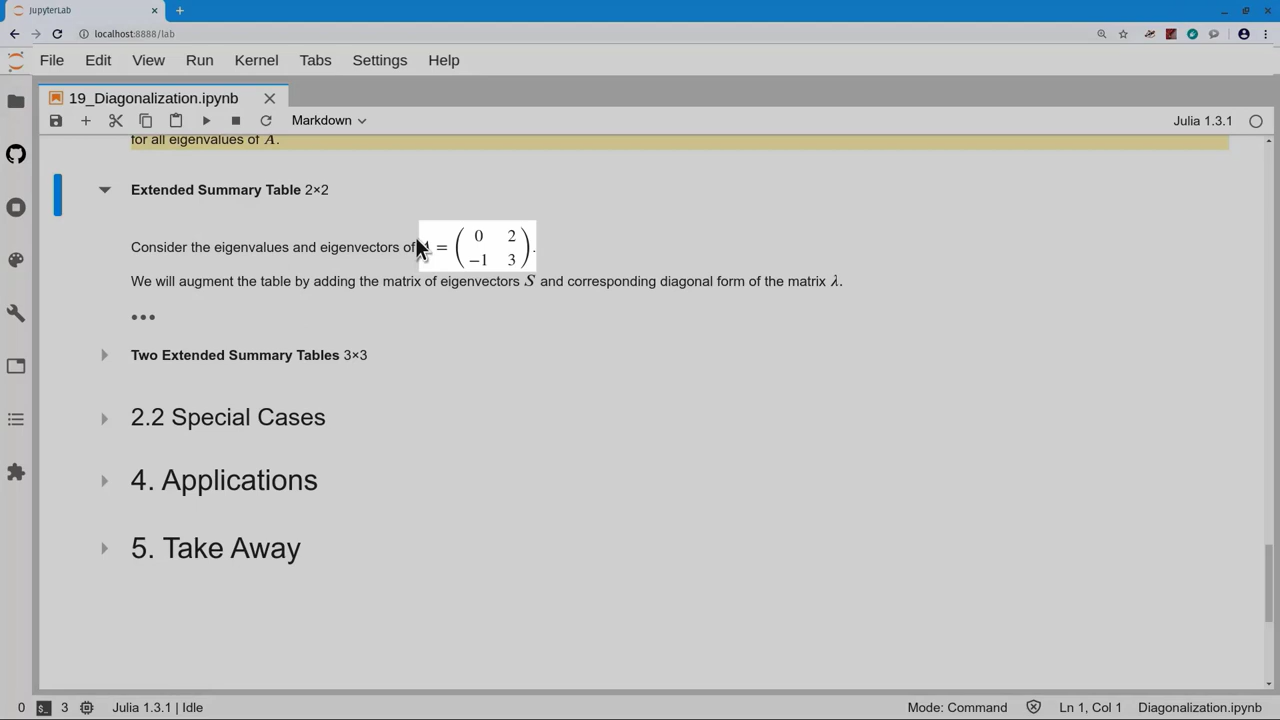 JupyterLab
localhost:8888/lab
File Edit View Run Kernel Tabs Settings Help
19_Diagonalization.ipynb
Markdown
Julia 1.3.1
for all eigenvalues of A.
Extended Summary Table 2×2
Consider the eigenvalues and eigenvectors of = ( 0 2
−1 3 ).
We will augment the table by adding the matrix of eigenvectors S and corresponding diagonal form of the matrix λ.
•••
Two Extended Summary Tables 3×3
2.2 Special Cases
4. Applications
5. Take Away
0 3 Julia 1.3.1 | Idle Mode: Command Ln 1, Col 1 Diagonalization.ipynb